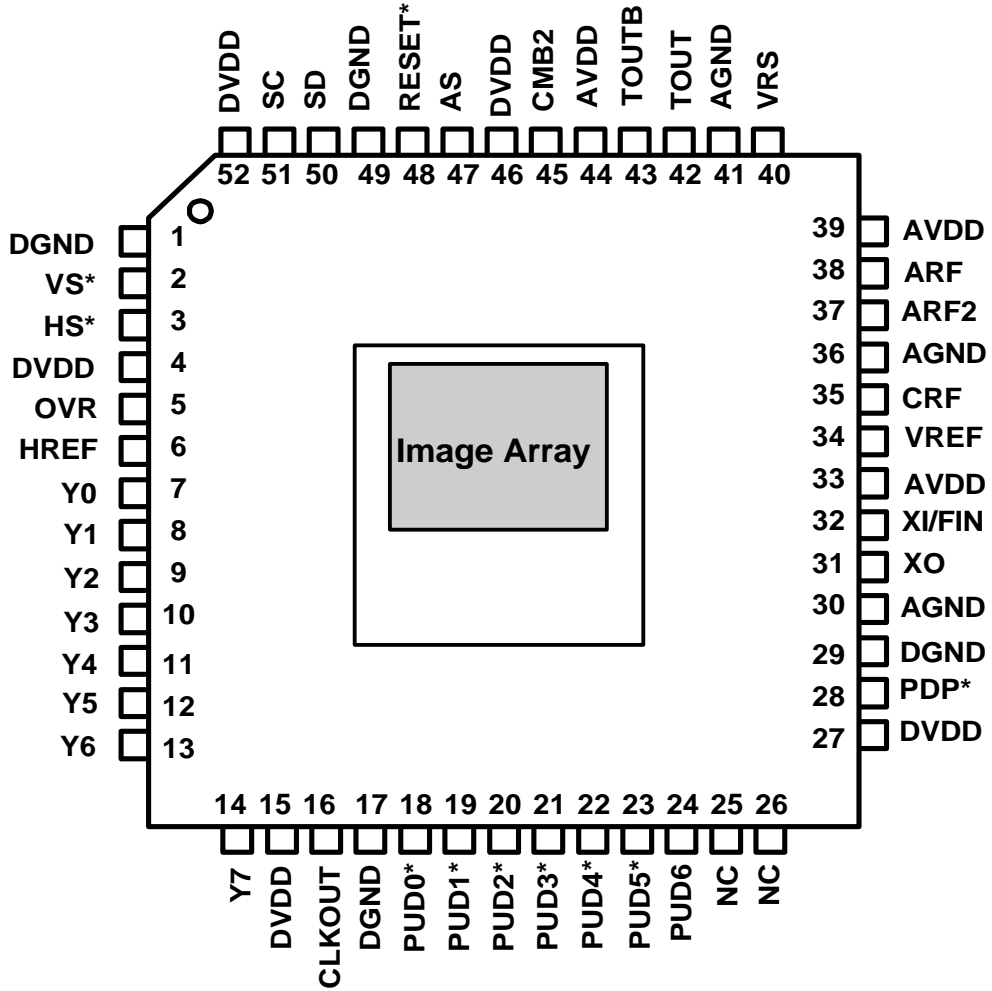 DVDD
SC
SD
DGND
RESET*
AS
DVDD
CMB2
AVDD
TOUTB
TOUT
AGND
VRS
52 51 50 49 48 47 46 45 44 43 42 41 40
DGND 1
VS* 2
HS* 3
DVDD 4
OVR 5
HREF 6
Y0 7
Y1 8
Y2 9
Y3 10
Y4 11
Y5 12
Y6 13
Image Array
39 AVDD
38 ARF
37 ARF2
36 AGND
35 CRF
34 VREF
33 AVDD
32 XI/FIN
31 XO
30 AGND
29 DGND
28 PDP*
27 DVDD
14 15 16 17 18 19 20 21 22 23 24 25 26
Y7
DVDD
CLKOUT
DGND
PUD0*
PUD1*
PUD2*
PUD3*
PUD4*
PUD5*
PUD6
NC
NC